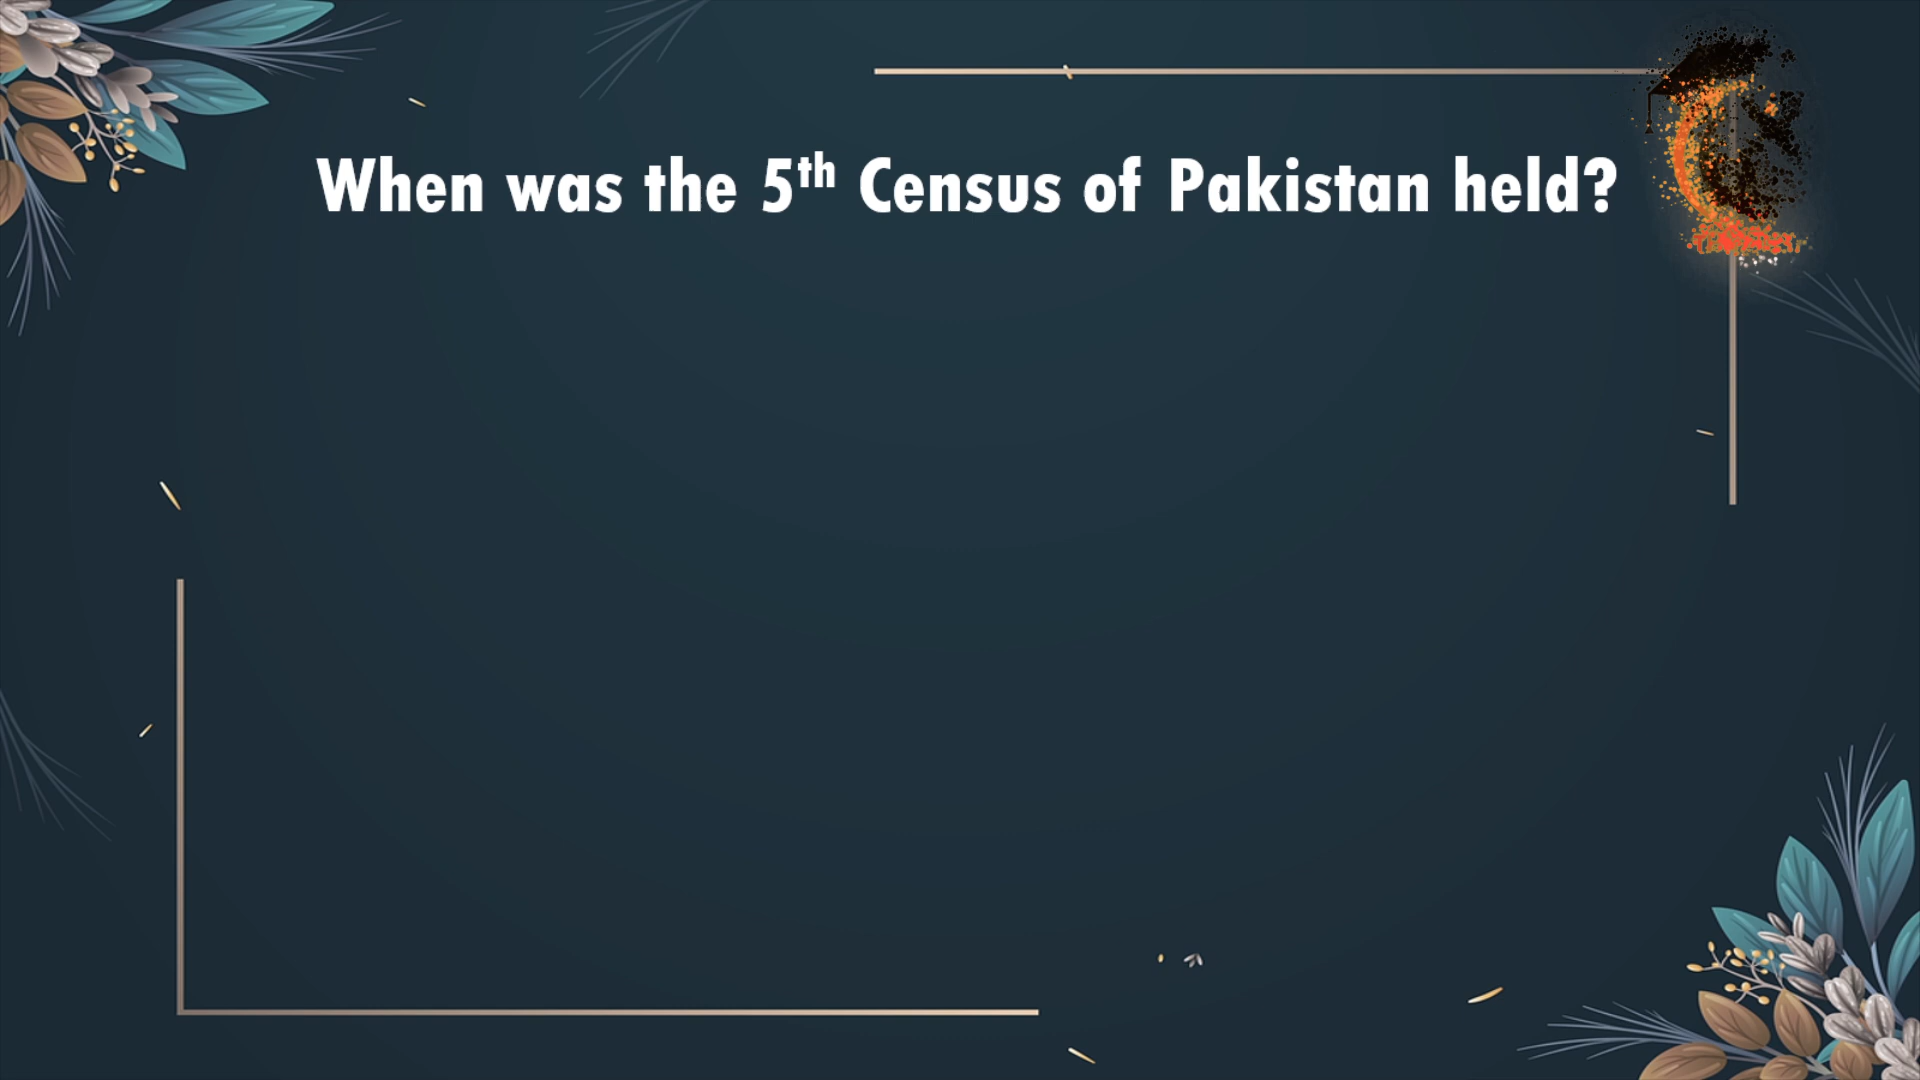 When was the 5th Census of Pakistan held?